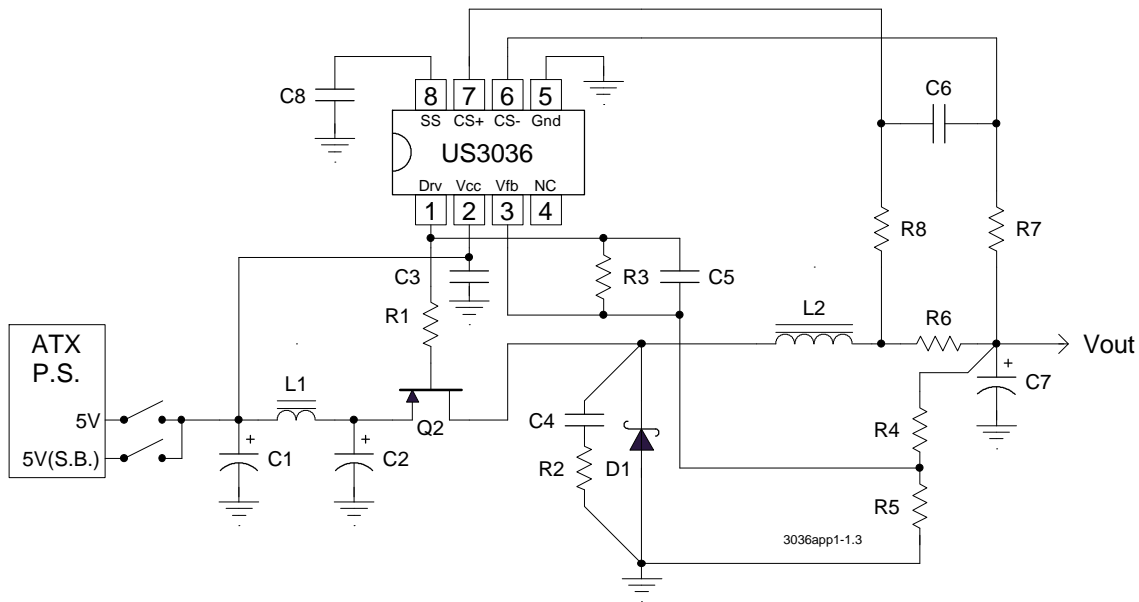 C8
8
7
6
5
SS
CS+
CS-
Gnd
US3036
Drv
Vcc
Vfb
NC
1
2
3
4
C6
R8
R7
C3
R3
C5
R1
L2
R6
Vout
ATX
P.S.
5V
5V(S.B.)
L1
Q2
+
C1
+
C2
C4
R2
D1
+
C7
R4
R5
3036app1-1.3